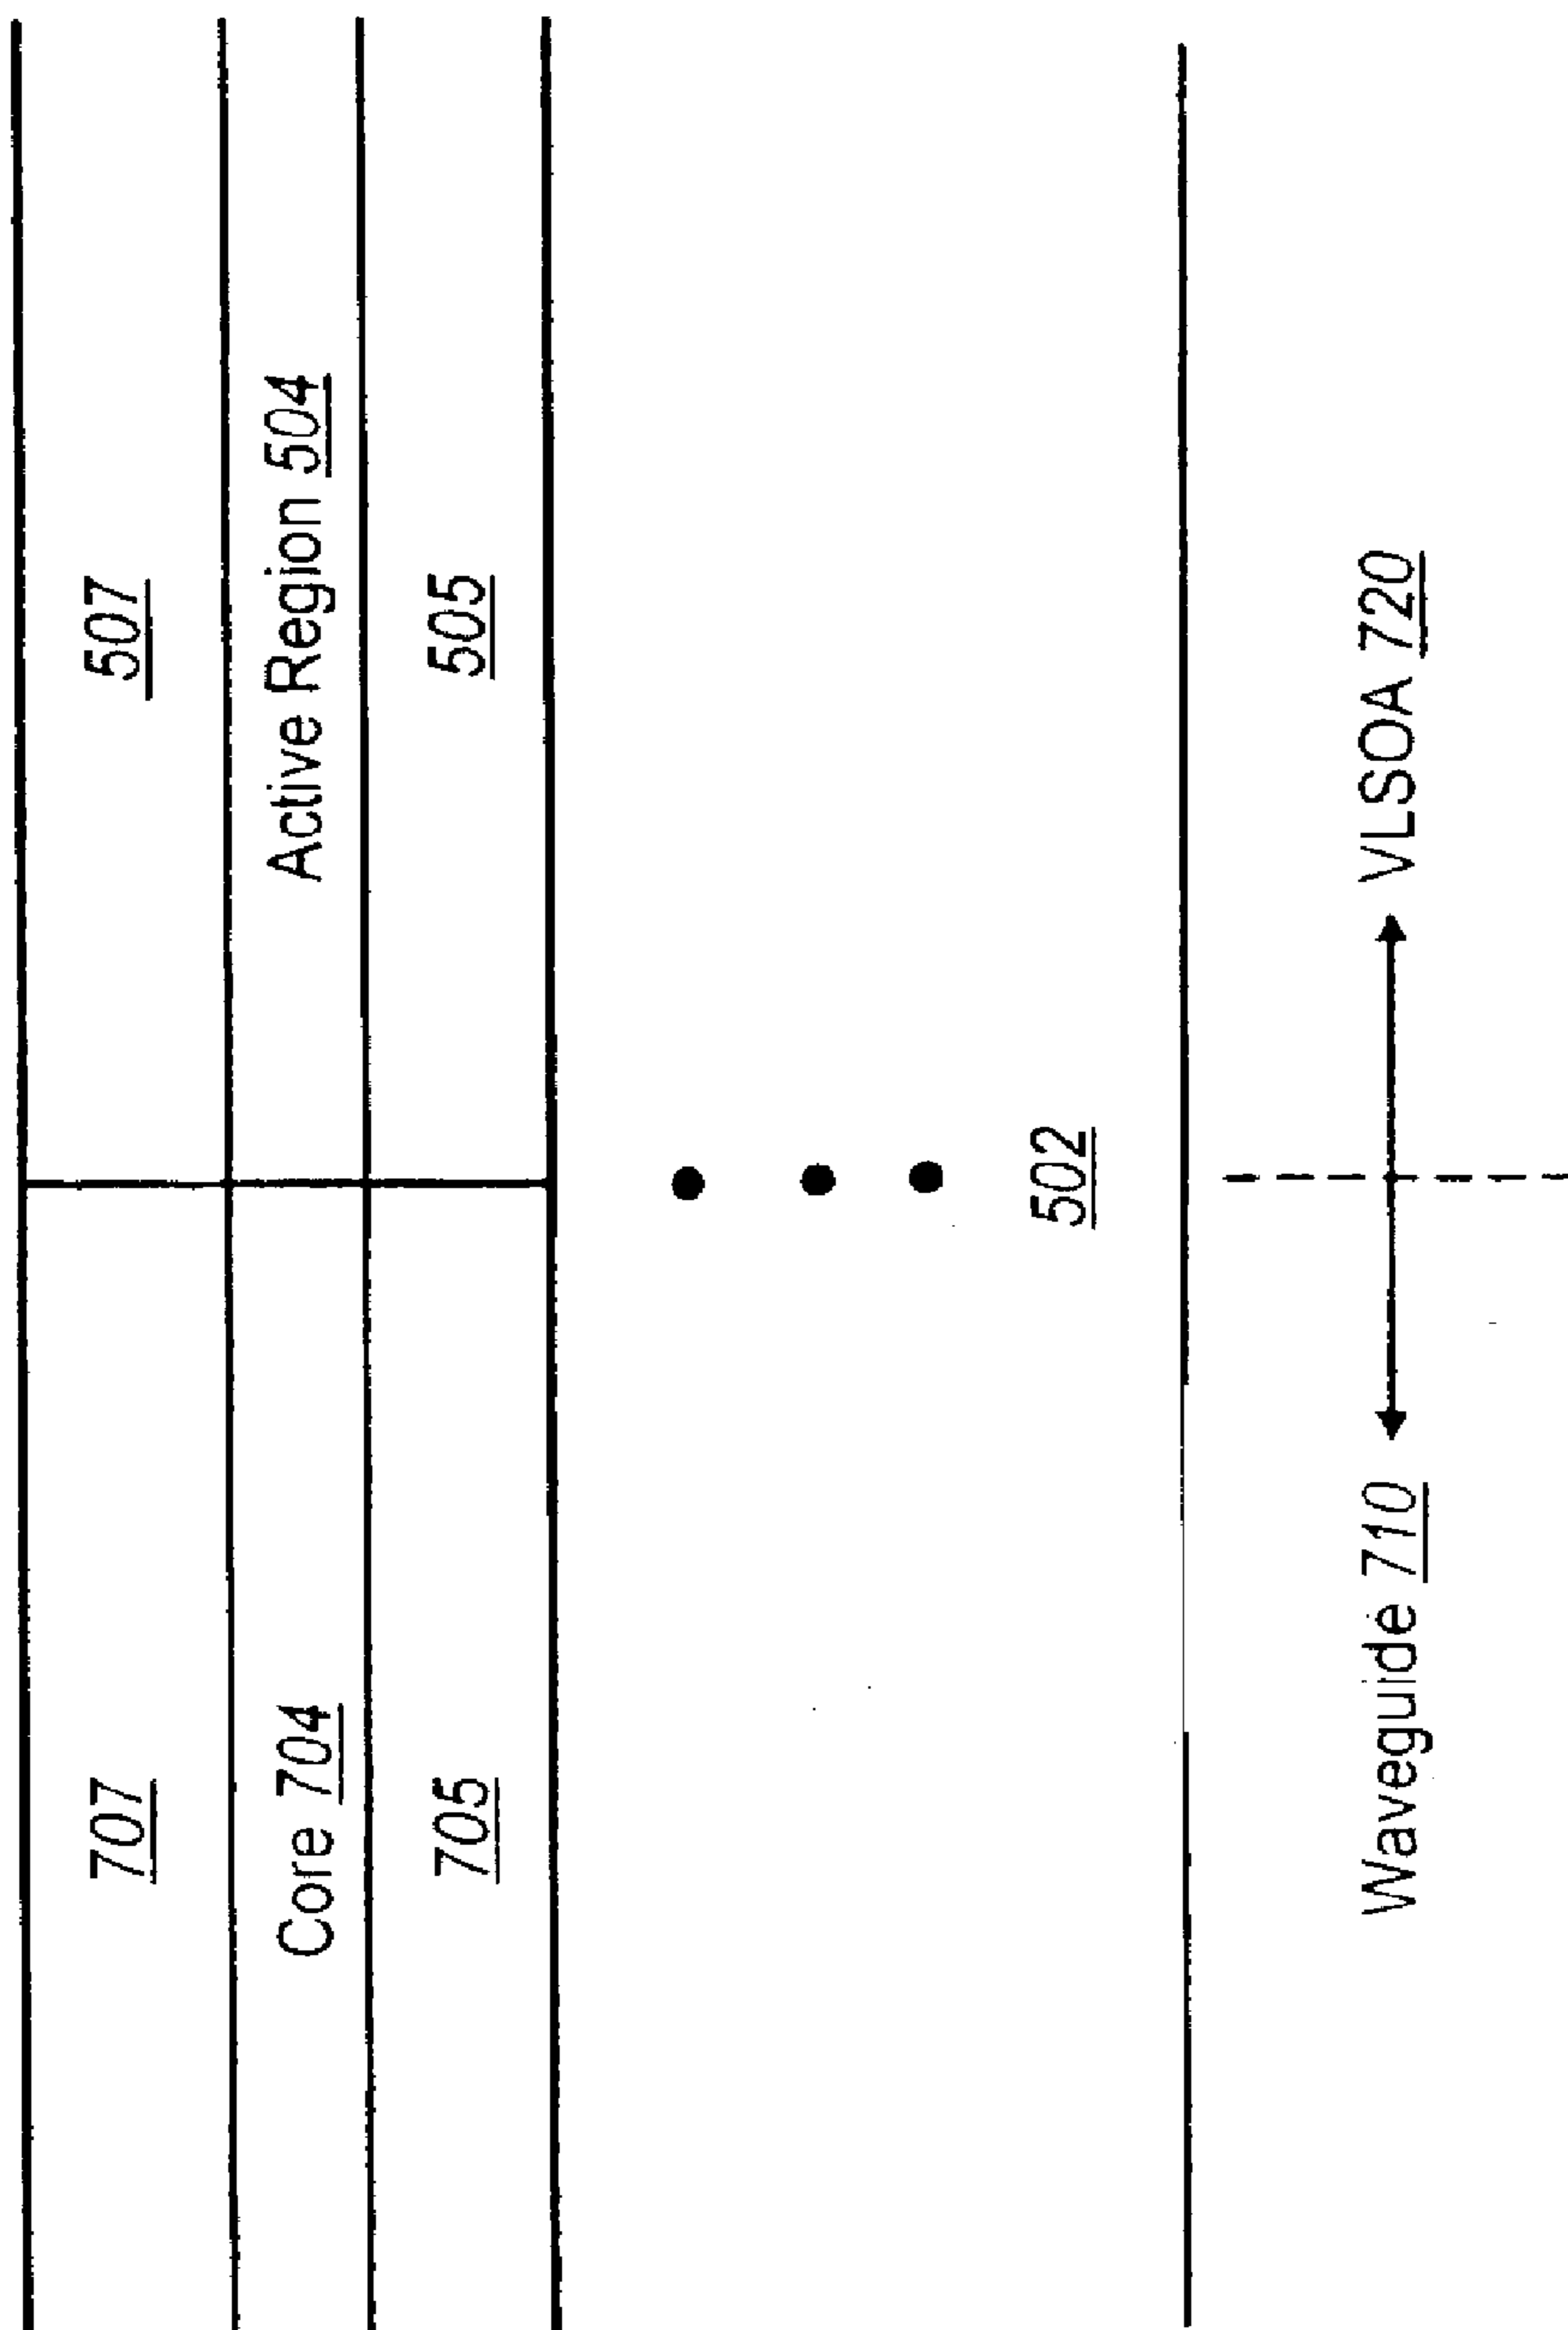 707
507
Core 704
Active Region 504
705
505
502
Waveguide 710
VLSOA 720